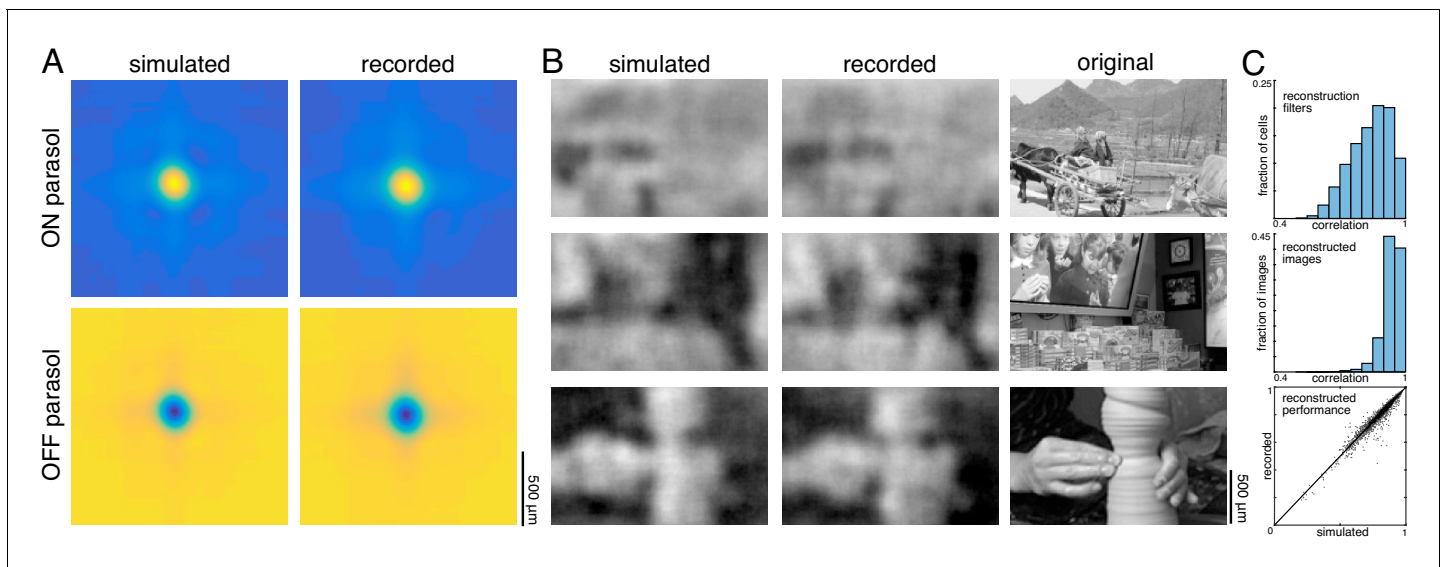 A
simulated
recorded
ON parasol
OFF parasol
500 µm
B
simulated
recorded
original
500 µm
C
0.25
reconstruction
filters
fraction of cells
0.4
correlation
1
0.45
reconstructed
images
fraction of images
0.4
correlation
1
1
reconstructed
performance
recorded
0
simulated
1